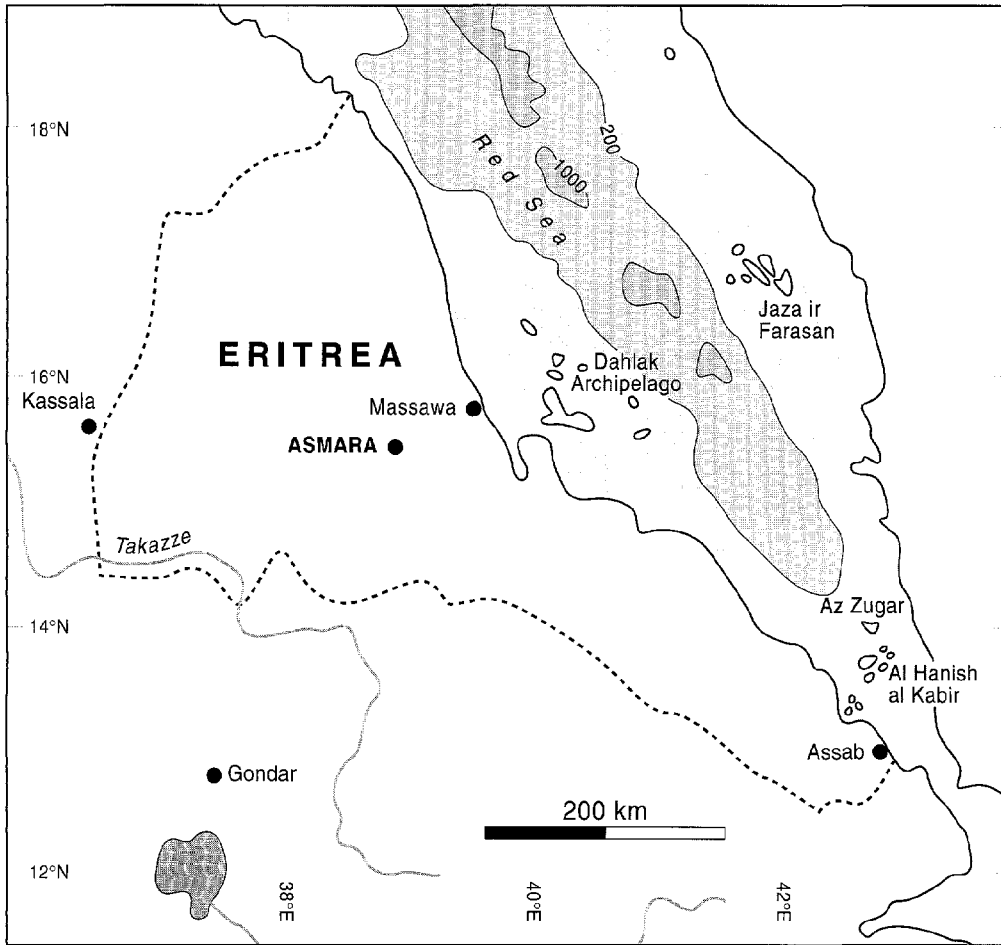 18°N
200
1000
Red Sea
Jaza ir
Farasan
ERITREA
Dahlak
Archipelago
16°N
Kassala
Massawa
ASMARA
Takazze
Az Zugar
14°N
Al Hanish
al Kabir
Assab
Gondar
200 km
12°N
38°E
40°E
42°E